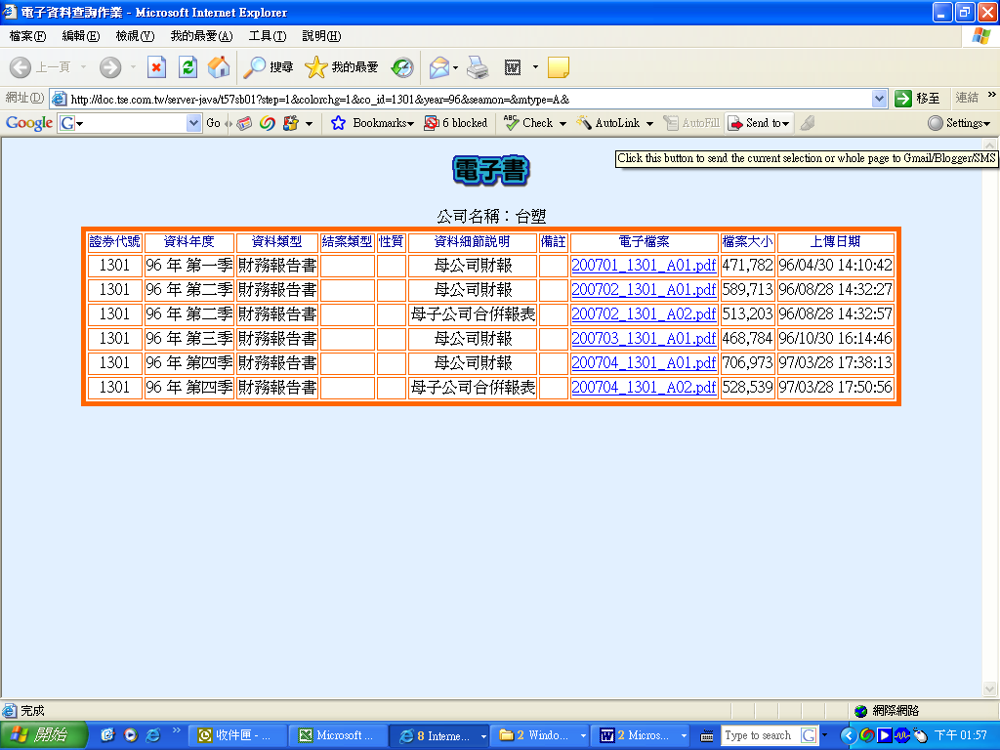 電子資料查詢作業 - Microsoft Internet Explorer
檔案(F) 編輯(E) 檢視(V) 我的最愛(A) 工具(T) 說明(H)
上一頁 搜尋 我的最愛
網址(D) http://doc.tse.com.tw/server-java/t57sb01?step=1&colorchg=1&co_id=1301&year=96&seamon=&mtype=A& 移至 連結 »
Google G Go Bookmarks 6 blocked ABC Check AutoLink AutoFill Send to Settings
Click this button to send the current selection or whole page to Gmail/Blogger/SMS
電子書
公司名稱：台塑
證券代號 資料年度 資料類型 結案類型 性質 資料細節說明 備註 電子檔案 檔案大小 上傳日期
1301 96 年 第一季 財務報告書 母公司財報 200701_1301_A01.pdf 471,782 96/04/30 14:10:42
1301 96 年 第二季 財務報告書 母公司財報 200702_1301_A01.pdf 589,713 96/08/28 14:32:27
1301 96 年 第二季 財務報告書 母子公司合併報表 200702_1301_A02.pdf 513,203 96/08/28 14:32:57
1301 96 年 第三季 財務報告書 母公司財報 200703_1301_A01.pdf 468,784 96/10/30 16:14:46
1301 96 年 第四季 財務報告書 母公司財報 200704_1301_A01.pdf 706,973 97/03/28 17:38:13
1301 96 年 第四季 財務報告書 母子公司合併報表 200704_1301_A02.pdf 528,539 97/03/28 17:50:56
完成 網際網路
開始 » 收件匣 - ... Microsoft ... 8 Interne... 2 Windo... 2 Micros... Type to search G 下午 01:57